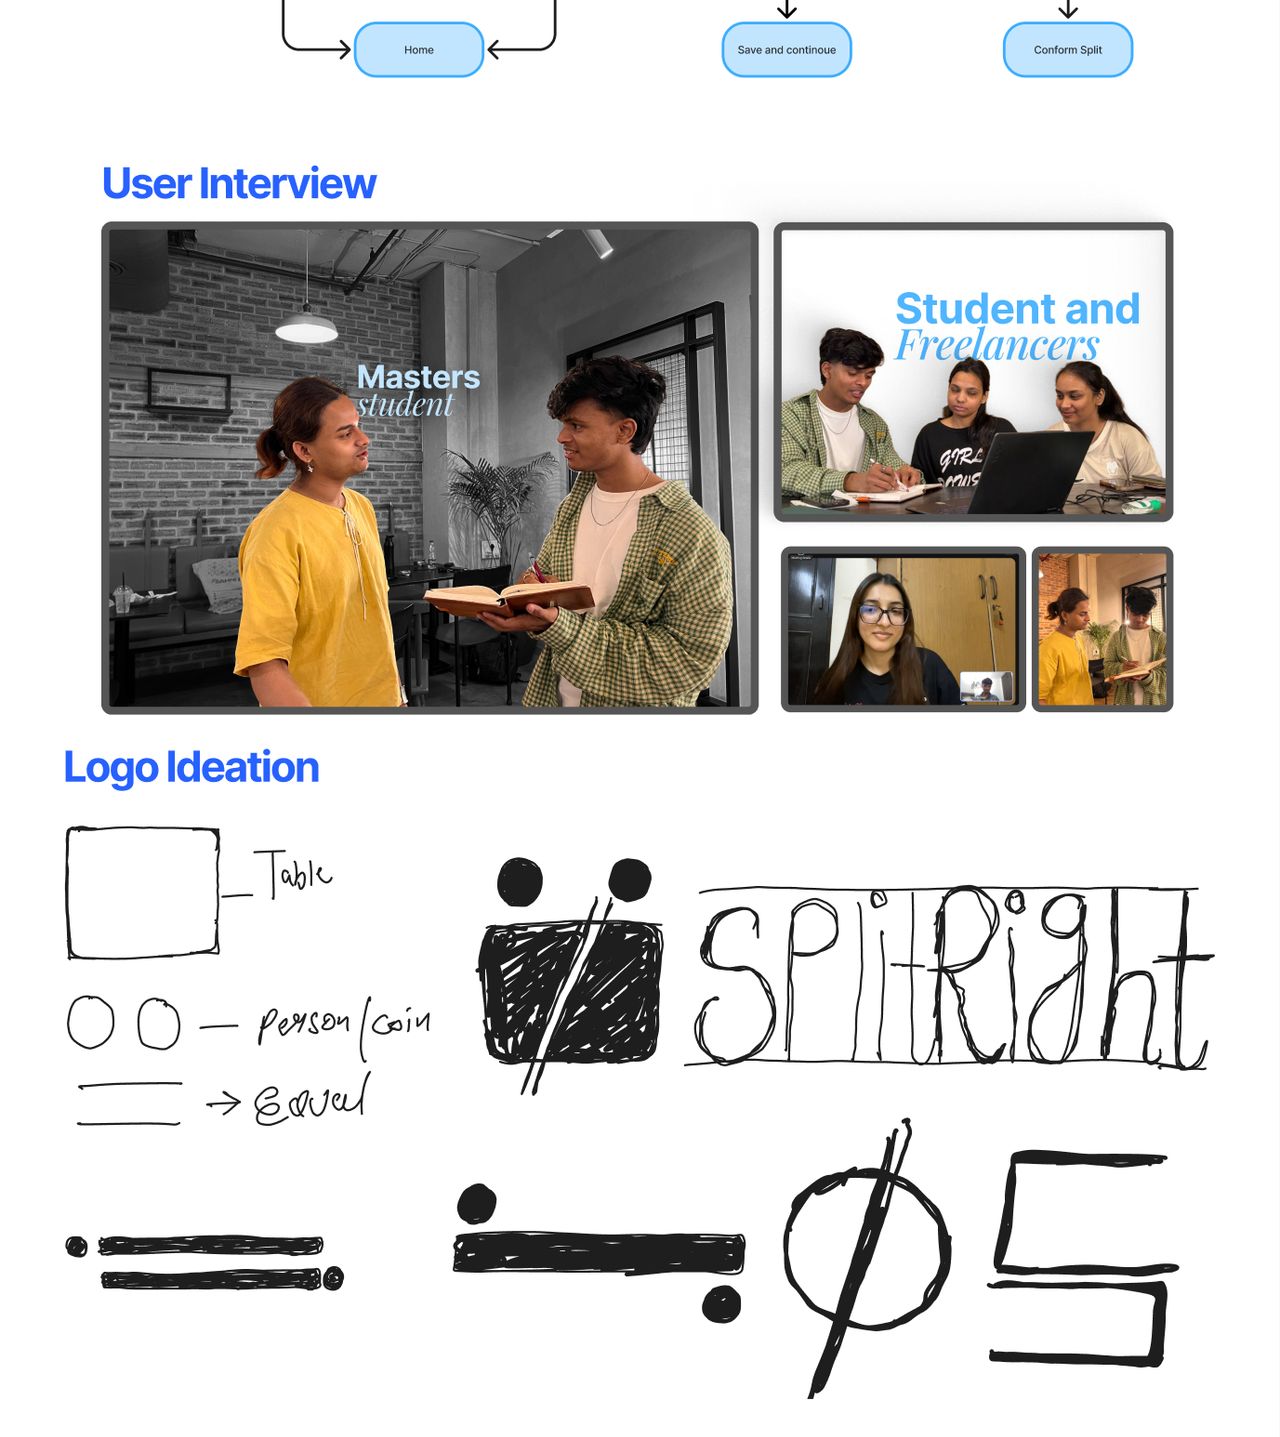 Home
Save and continoue
Conform Split
User Interview
Masters
student
Student and
Freelancers
GIRL
Logo Ideation
Table
Person/coin
Equal
SplitRight